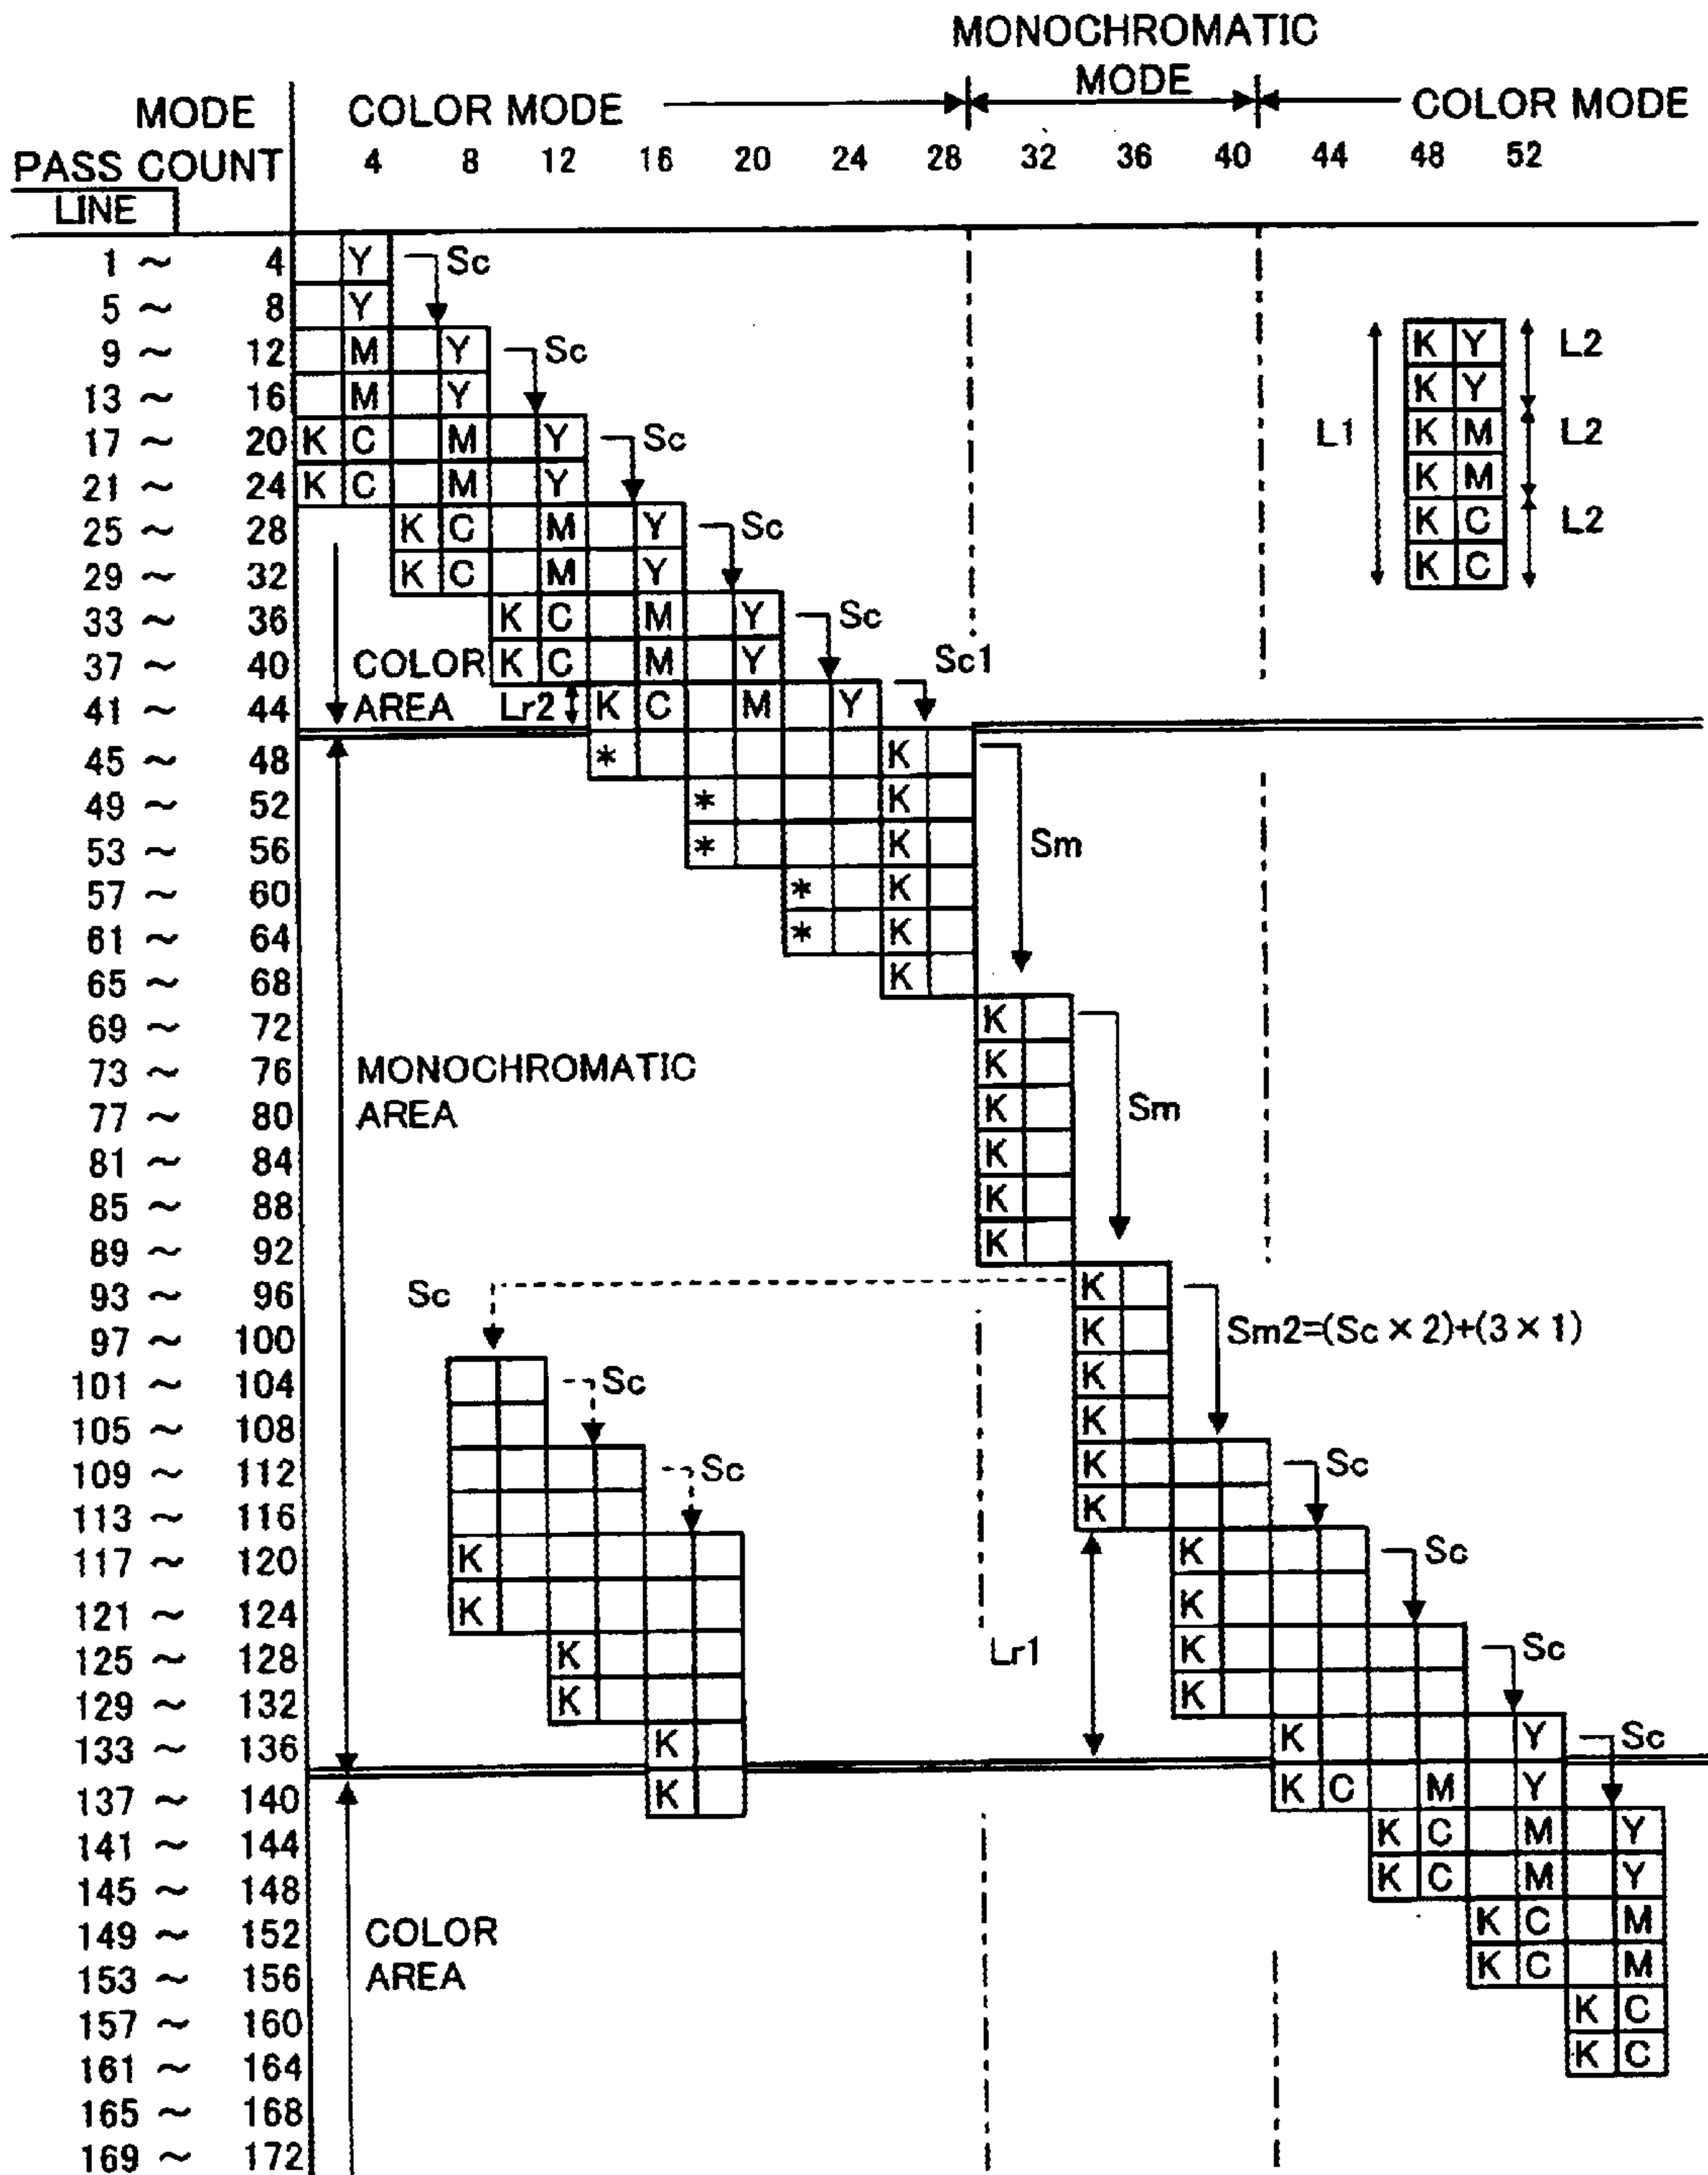 MONOCHROMATIC
MODE COLOR MODE MODE COLOR MODE
PASS COUNT 4 8 12 16 20 24 28 32 36 40 44 48 52
LINE
1 ~ 4 Y Sc
5 ~ 8 Y
9 ~ 12 M Y Sc K Y L2
13 ~ 16 M Y K Y
17 ~ 20 K C M Y Sc L1 K M L2
21 ~ 24 K C M Y K M
25 ~ 28 K C M Y Sc K C L2
29 ~ 32 K C M Y K C
33 ~ 36 K C M Y Sc
37 ~ 40 COLOR K C M Y Sc1
41 ~ 44 AREA Lr2 K C M Y
45 ~ 48 * K
49 ~ 52 * K
53 ~ 56 * K Sm
57 ~ 60 * K
61 ~ 64 * K
65 ~ 68 K
69 ~ 72 K
73 ~ 76 MONOCHROMATIC K
77 ~ 80 AREA K Sm
81 ~ 84 K
85 ~ 88 K
89 ~ 92 K
93 ~ 96 Sc K
97 ~ 100 K Sm2=(Sc × 2)+(3 × 1)
101 ~ 104 Sc K
105 ~ 108 K
109 ~ 112 Sc K Sc
113 ~ 116 K
117 ~ 120 K K Sc
121 ~ 124 K K
125 ~ 128 K Lr1 K Sc
129 ~ 132 K K
133 ~ 136 K K Y Sc
137 ~ 140 K K C M Y
141 ~ 144 K C M Y
145 ~ 148 K C M Y
149 ~ 152 COLOR K C M
153 ~ 156 AREA K C M
157 ~ 160 K C
161 ~ 164 K C
165 ~ 168
169 ~ 172